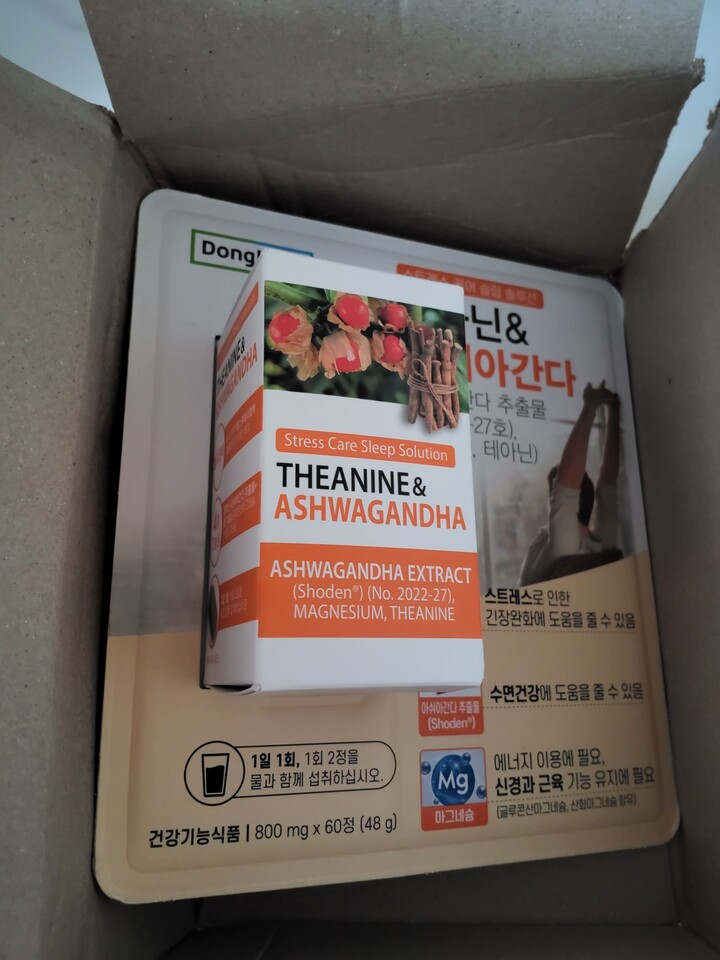 Dong
슬립 솔루션
닌&
아간다
추출물
27호),
테아닌)
Stress Care Sleep Solution
THEANINE&
ASHWAGANDHA
ASHWAGANDHA EXTRACT
(Shoden®) (No. 2022-27),
MAGNESIUM, THEANINE
THEANINE&
ASHWAGANDHA
스트레스로 인한
긴장완화에 도움을 줄 수 있음
아쉬아간다 추출물
(Shoden®)
수면건강에 도움을 줄 수 있음
Mg
마그네슘
에너지 이용에 필요,
신경과 근육 기능 유지에 필요
(글루콘산마그네슘, 산화마그네슘 함유)
1일 1회, 1회 2정을
물과 함께 섭취하십시오.
건강기능식품 | 800 mg x 60정 (48 g)